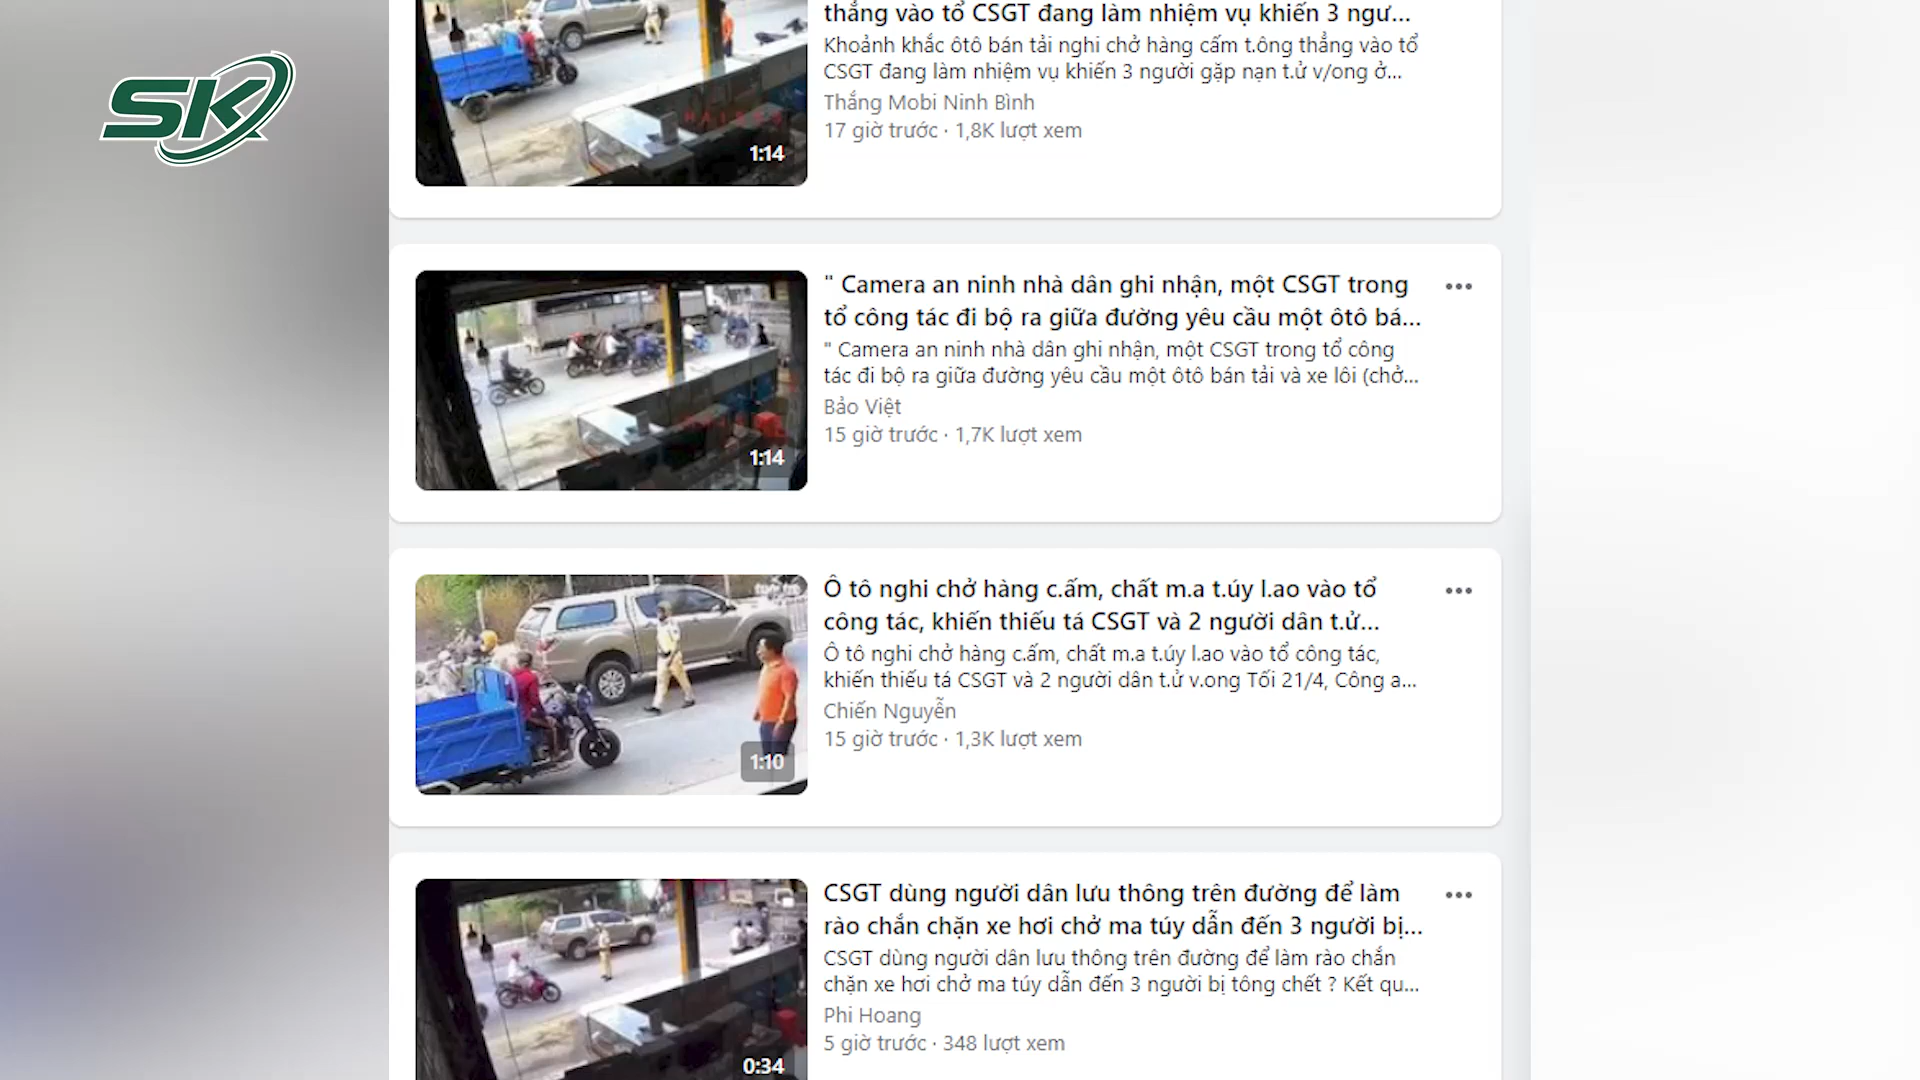 SK
thẳng vào tổ CSGT đang làm nhiệm vụ khiến 3 ngư...
Khoảnh khắc ôtô bán tải nghi chở hàng cấm t.ông thẳng vào tổ
CSGT đang làm nhiệm vụ khiến 3 người gặp nạn t.ử v/ong ở...
Thắng Mobi Ninh Bình
17 giờ trước · 1,8K lượt xem
1:14
" Camera an ninh nhà dân ghi nhận, một CSGT trong
tổ công tác đi bộ ra giữa đường yêu cầu một ôtô bá...
" Camera an ninh nhà dân ghi nhận, một CSGT trong tổ công
tác đi bộ ra giữa đường yêu cầu một ôtô bán tải và xe lôi (chở...
Bảo Việt
15 giờ trước · 1,7K lượt xem
1:14
Ô tô nghi chở hàng c.ấm, chất m.a t.úy l.ao vào tổ
công tác, khiến thiếu tá CSGT và 2 người dân t.ử...
Ô tô nghi chở hàng c.ấm, chất m.a t.úy l.ao vào tổ công tác,
khiến thiếu tá CSGT và 2 người dân t.ử v.ong Tối 21/4, Công a...
Chiến Nguyễn
15 giờ trước · 1,3K lượt xem
1:10
CSGT dùng người dân lưu thông trên đường để làm
rào chắn chặn xe hơi chở ma túy dẫn đến 3 người bị...
CSGT dùng người dân lưu thông trên đường để làm rào chắn
chặn xe hơi chở ma túy dẫn đến 3 người bị tông chết ? Kết qu...
Phi Hoang
5 giờ trước · 348 lượt xem
0:34